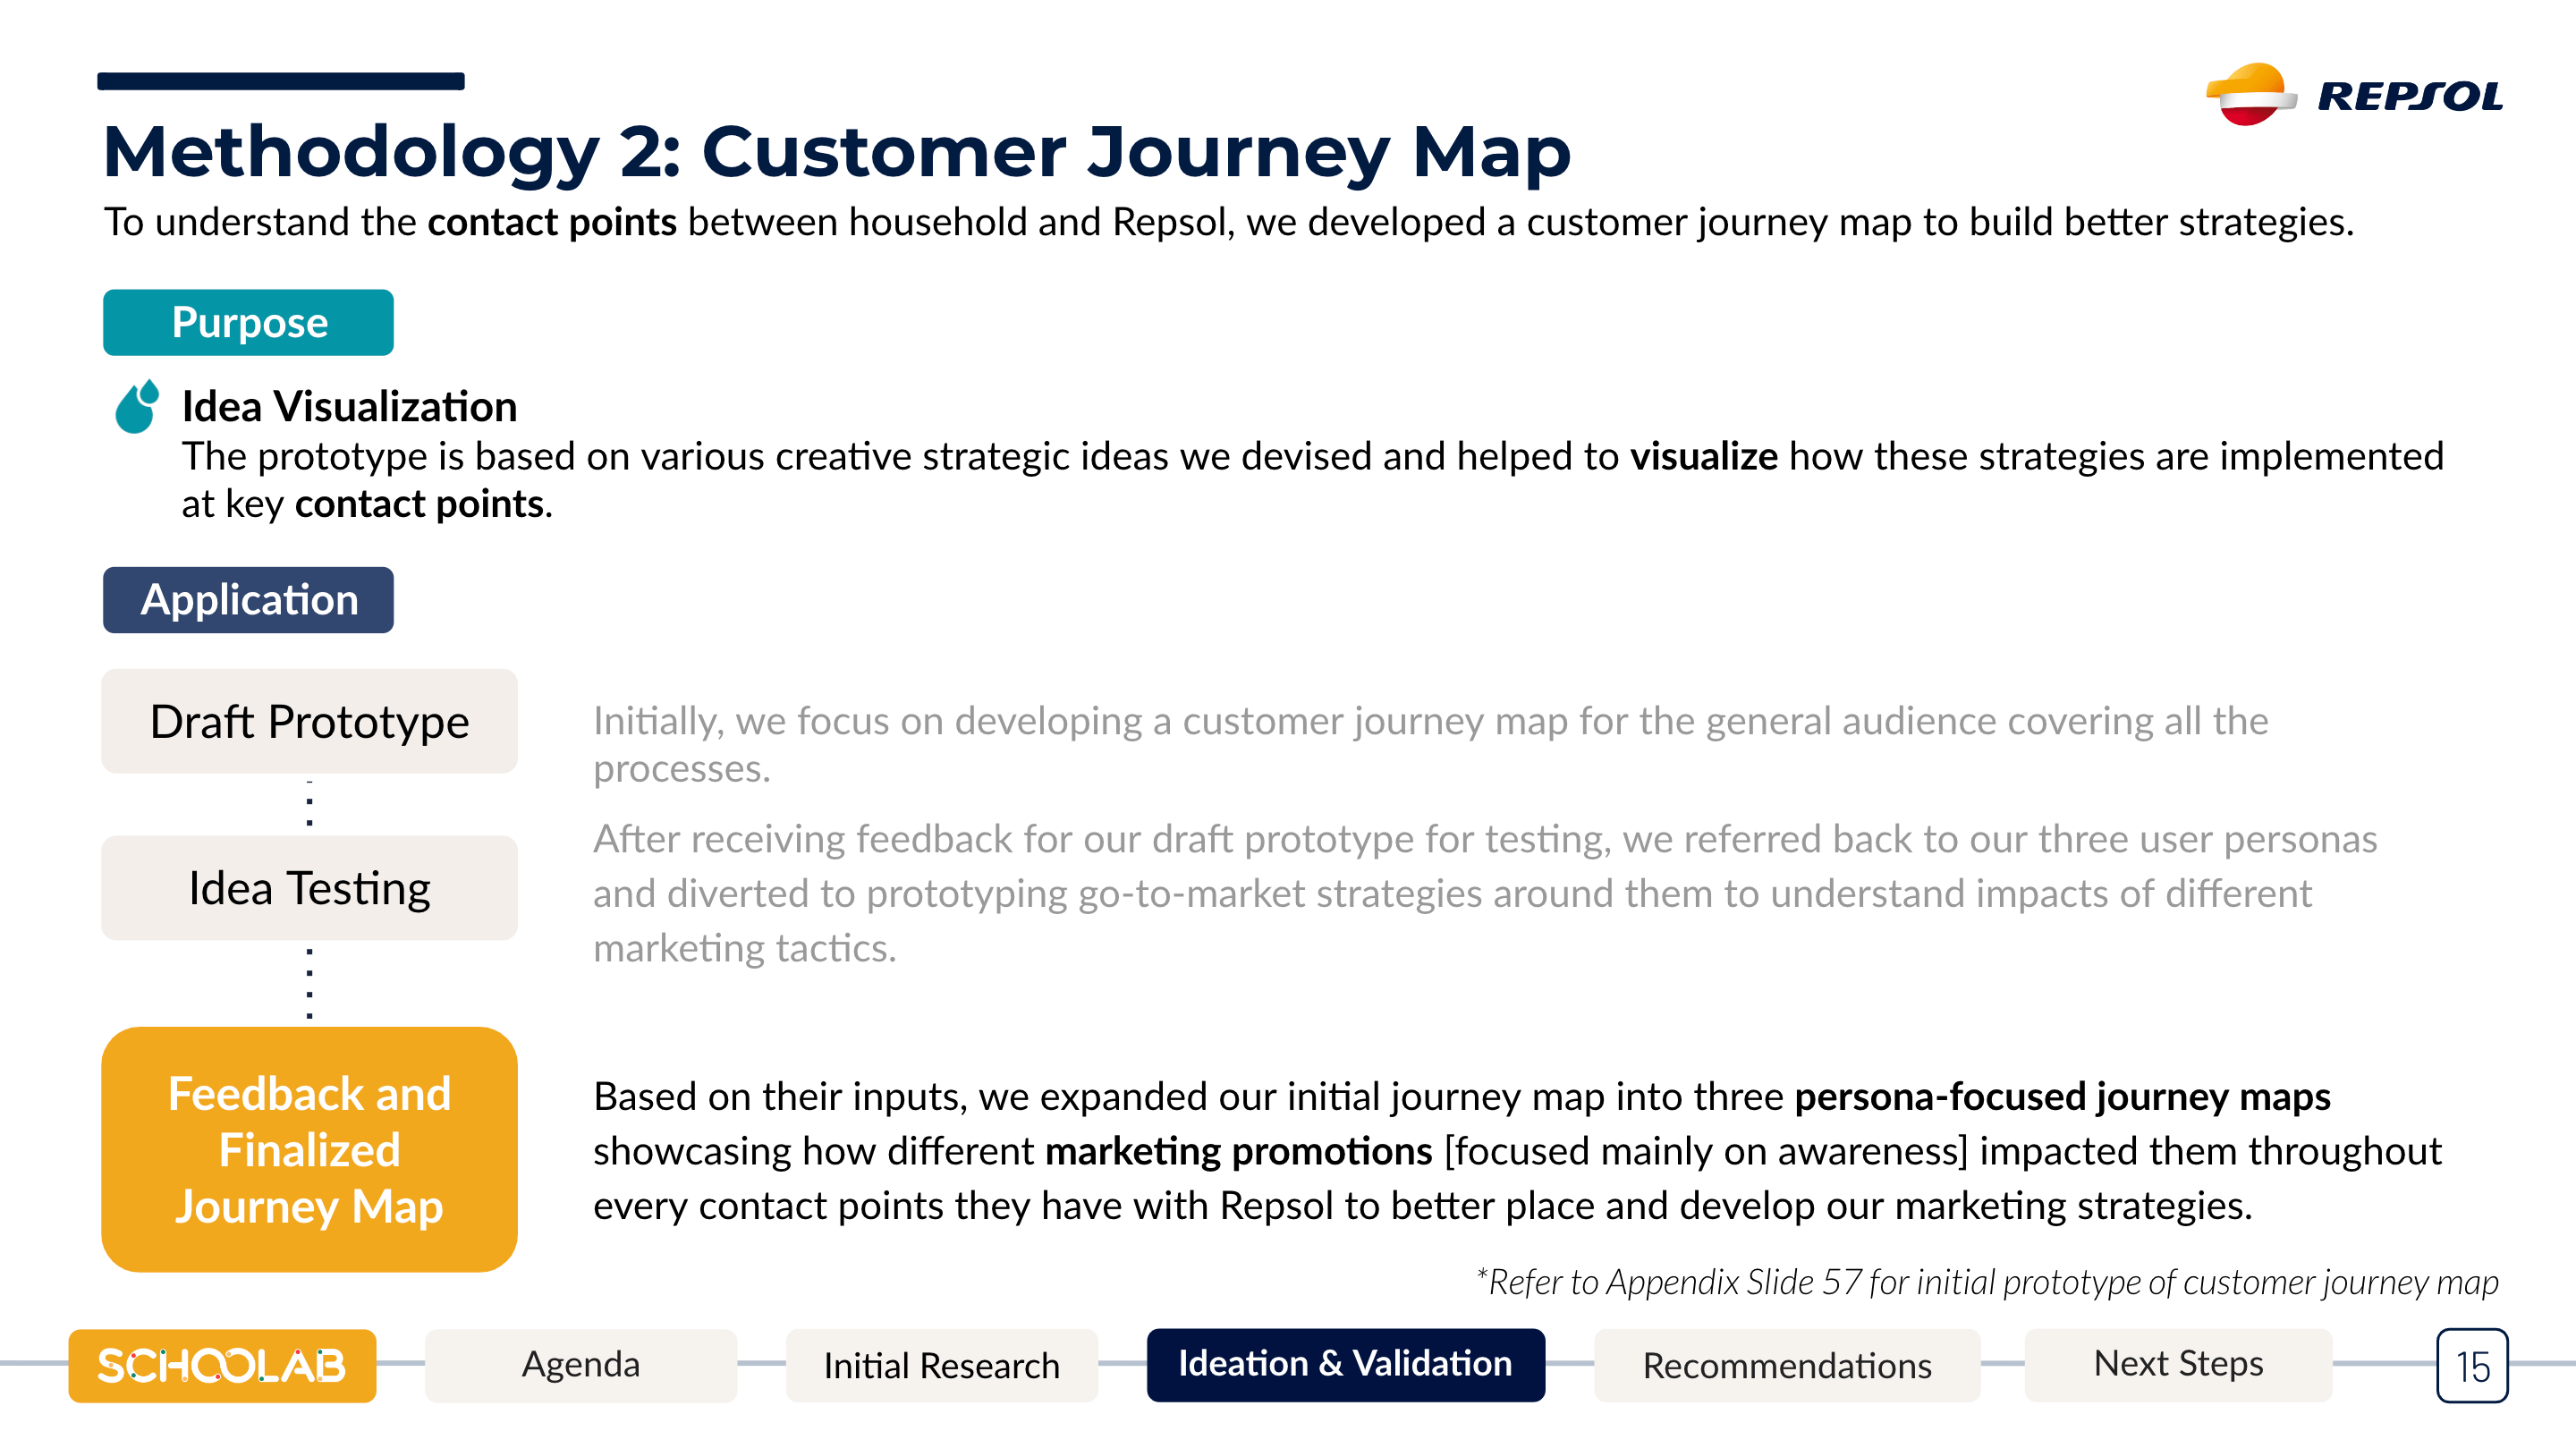 REPSOL
Methodology 2: Customer Journey Map
To understand the contact points between household and Repsol, we developed a customer journey map to build better strategies.
Purpose
Idea Visualization
The prototype is based on various creative strategic ideas we devised and helped to visualize how these strategies are implemented
at key contact points.
Application
Draft Prototype
Initially, we focus on developing a customer journey map for the general audience covering all the
processes.
Idea Testing
After receiving feedback for our draft prototype for testing, we referred back to our three user personas
and diverted to prototyping go-to-market strategies around them to understand impacts of different
marketing tactics.
Feedback and
Finalized
Journey Map
Based on their inputs, we expanded our initial journey map into three persona-focused journey maps
showcasing how different marketing promotions [focused mainly on awareness] impacted them throughout
every contact points they have with Repsol to better place and develop our marketing strategies.
*Refer to Appendix Slide 57 for initial prototype of customer journey map
SCHOOLAB
Agenda
Initial Research
Ideation & Validation
Recommendations
Next Steps
15